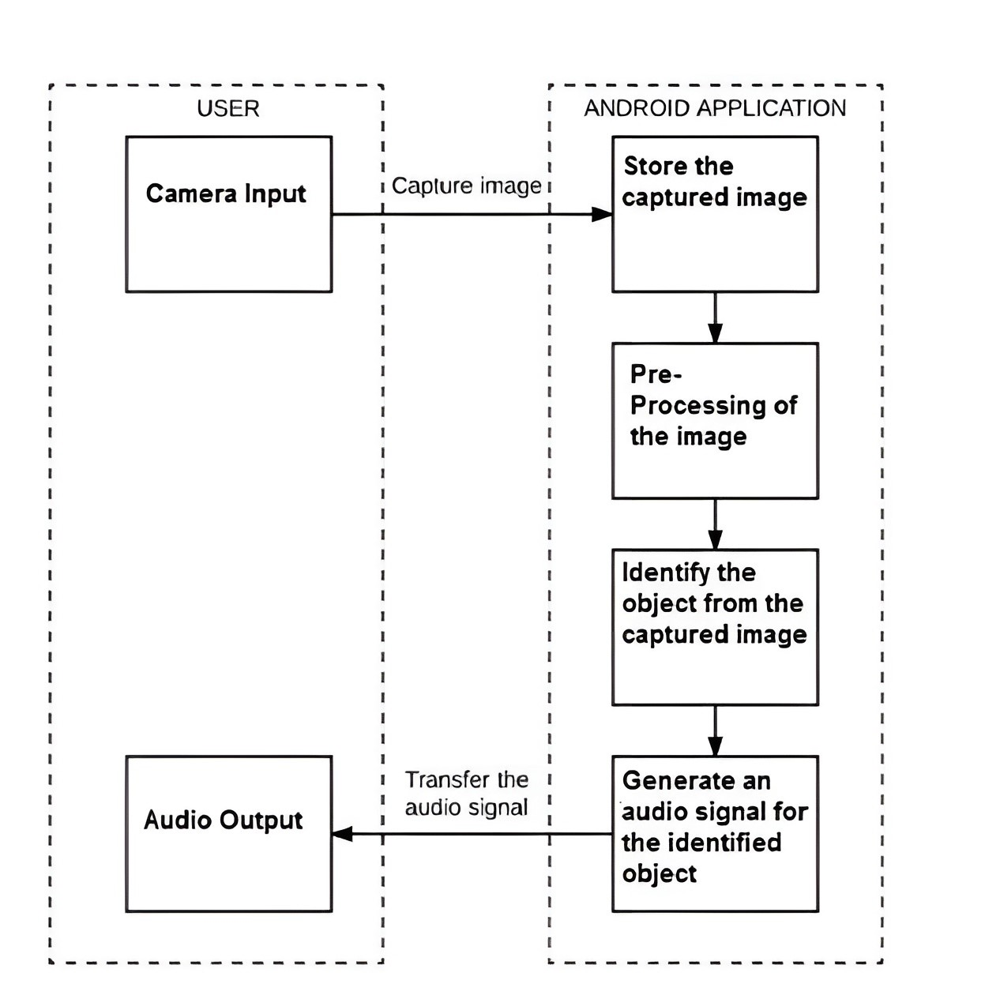 USER
Camera Input
Capture image
ANDROID APPLICATION
Store the
captured image
Pre-
Processing of
the image
Identify the
object from the
captured image
Generate an
audio signal for
the identified
object
Transfer the
audio signal
Audio Output